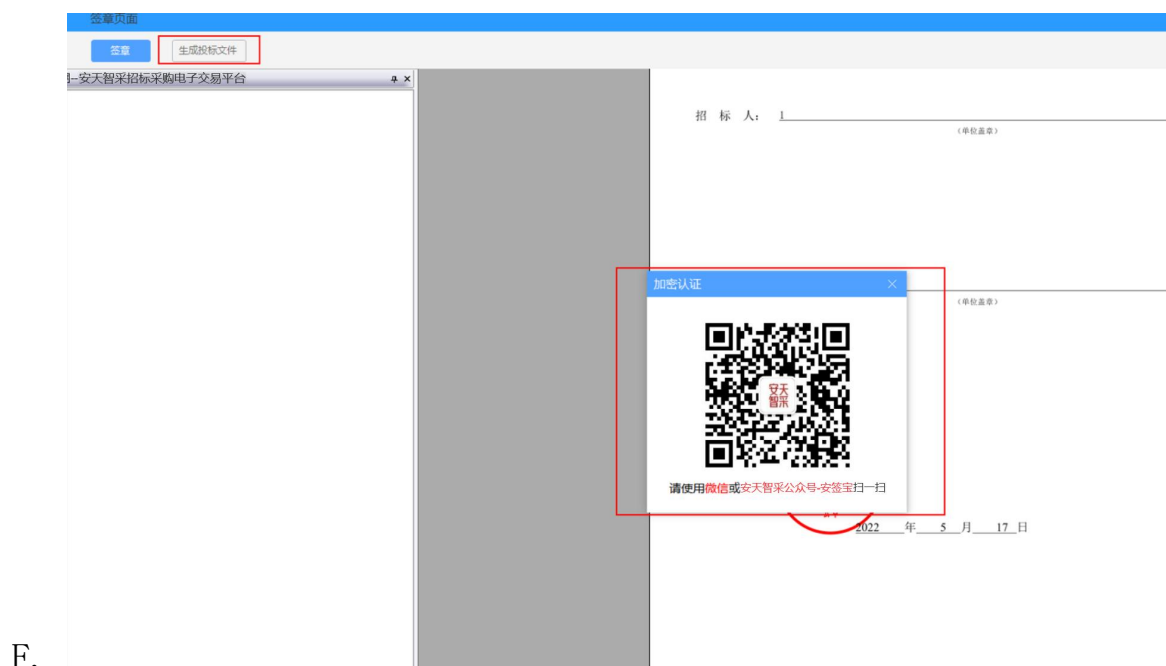 签章页面
签章
生成投标文件
--安天智采招标采购电子交易平台
招 标 人： 1
（单位盖章）
加密认证
（单位盖章）
安天
智采
请使用微信或安天智采公众号-安签宝扫一扫
2022 年 5 月 17 日
F.